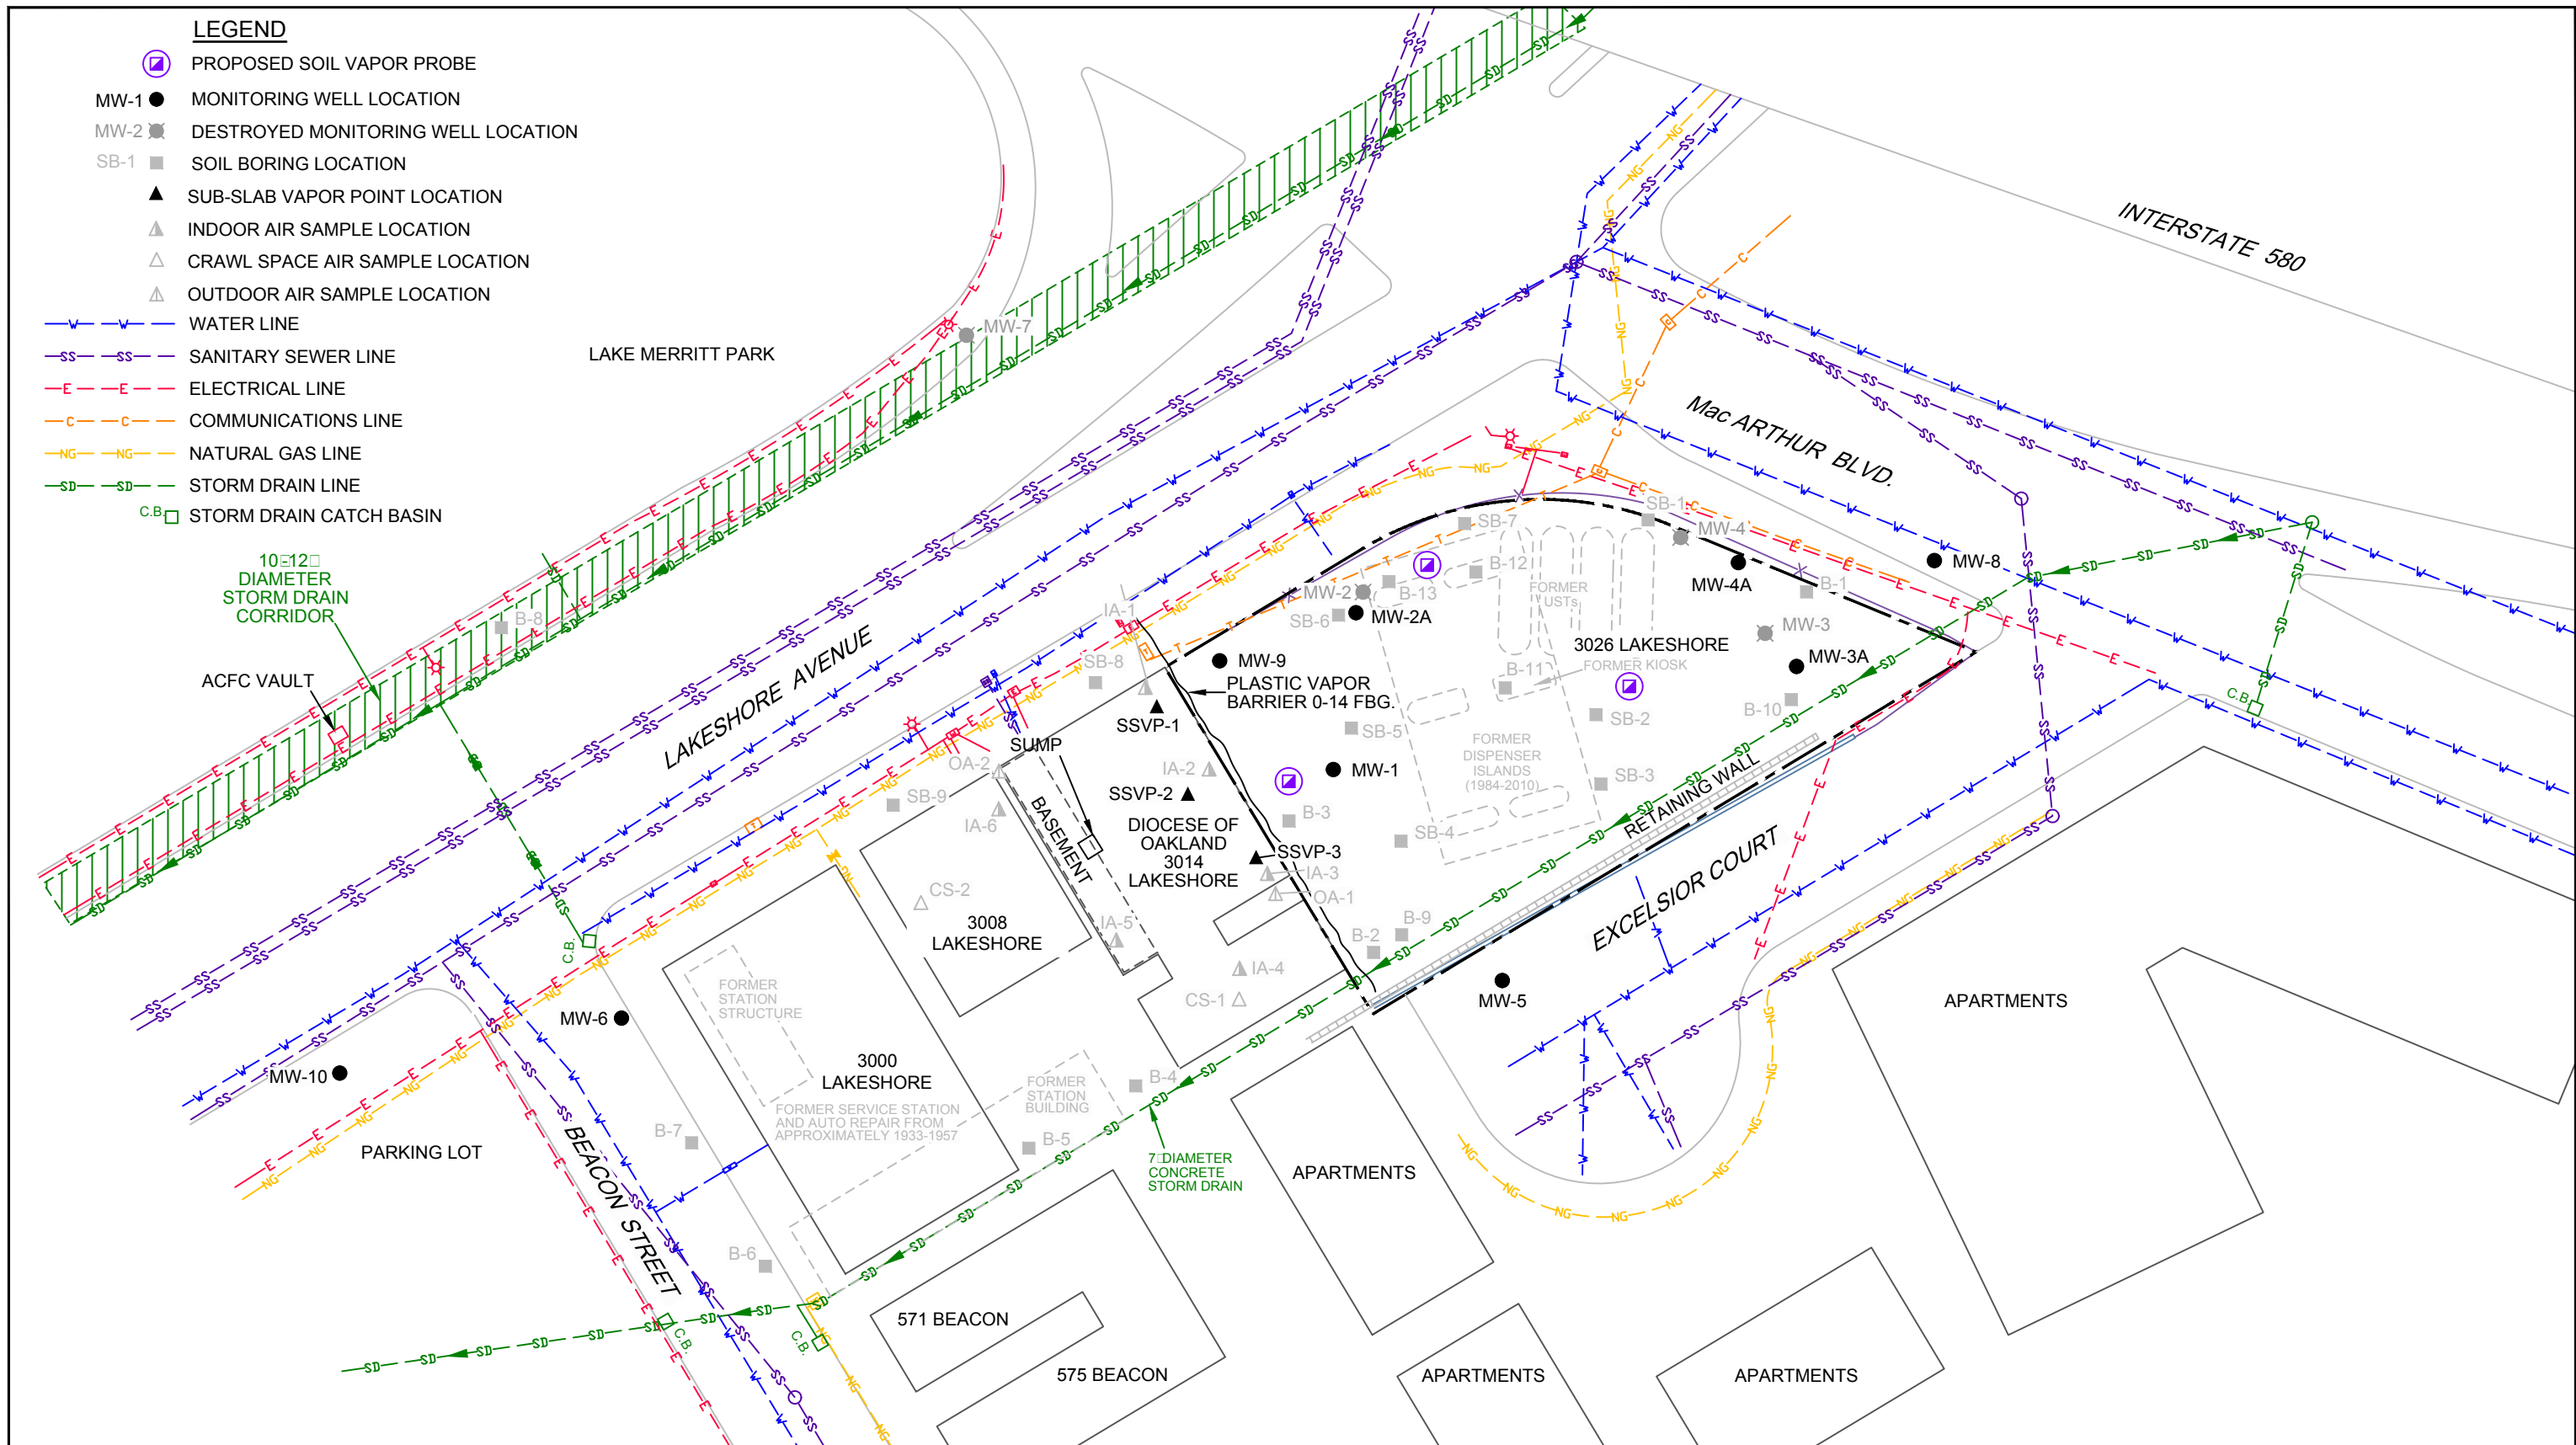 LEGEND
PROPOSED SOIL VAPOR PROBE
MW-1 MONITORING WELL LOCATION
MW-2 DESTROYED MONITORING WELL LOCATION
SB-1 SOIL BORING LOCATION
SUB-SLAB VAPOR POINT LOCATION
INDOOR AIR SAMPLE LOCATION
CRAWL SPACE AIR SAMPLE LOCATION
OUTDOOR AIR SAMPLE LOCATION
W W WATER LINE
SS SS SANITARY SEWER LINE
E E ELECTRICAL LINE
C C COMMUNICATIONS LINE
NG NG NATURAL GAS LINE
SD SD STORM DRAIN LINE
C.B. STORM DRAIN CATCH BASIN
10□-12□
DIAMETER
STORM DRAIN
CORRIDOR
ACFC VAULT
B-8
LAKE MERRITT PARK
MW-7
INTERSTATE 580
Mac ARTHUR BLVD.
LAKESHORE AVENUE
SB-7
SB-1
MW-4
MW-4A
MW-8
B-1
B-12
B-13
MW-2
MW-2A
SB-6
FORMER
USTs
MW-3
MW-3A
3026 LAKESHORE
FORMER KIOSK
B-11
IA-1
SB-8
MW-9
PLASTIC VAPOR
BARRIER 0-14 FBG.
SSVP-1
SB-5
SB-2
B-10
FORMER
DISPENSER
ISLANDS
(1984-2010)
SB-3
MW-1
B-3
SB-4
RETAINING WALL
C.B.
SUMP
OA-2
IA-2
SSVP-2
SB-9
IA-6
BASEMENT
DIOCESE OF
OAKLAND
3014
LAKESHORE
SSVP-3
IA-3
OA-1
EXCELSIOR COURT
CS-2
3008
LAKESHORE
IA-5
B-9
B-2
IA-4
CS-1
MW-5
APARTMENTS
C.B.
FORMER
STATION
STRUCTURE
MW-6
MW-10
3000
LAKESHORE
FORMER SERVICE STATION
AND AUTO REPAIR FROM
APPROXIMATELY 1933-1957
FORMER
STATION
BUILDING
B-4
B-5
B-7
PARKING LOT
BEACON STREET
7□DIAMETER
CONCRETE
STORM DRAIN
APARTMENTS
B-6
C.B.
C.B.
571 BEACON
575 BEACON
APARTMENTS
APARTMENTS